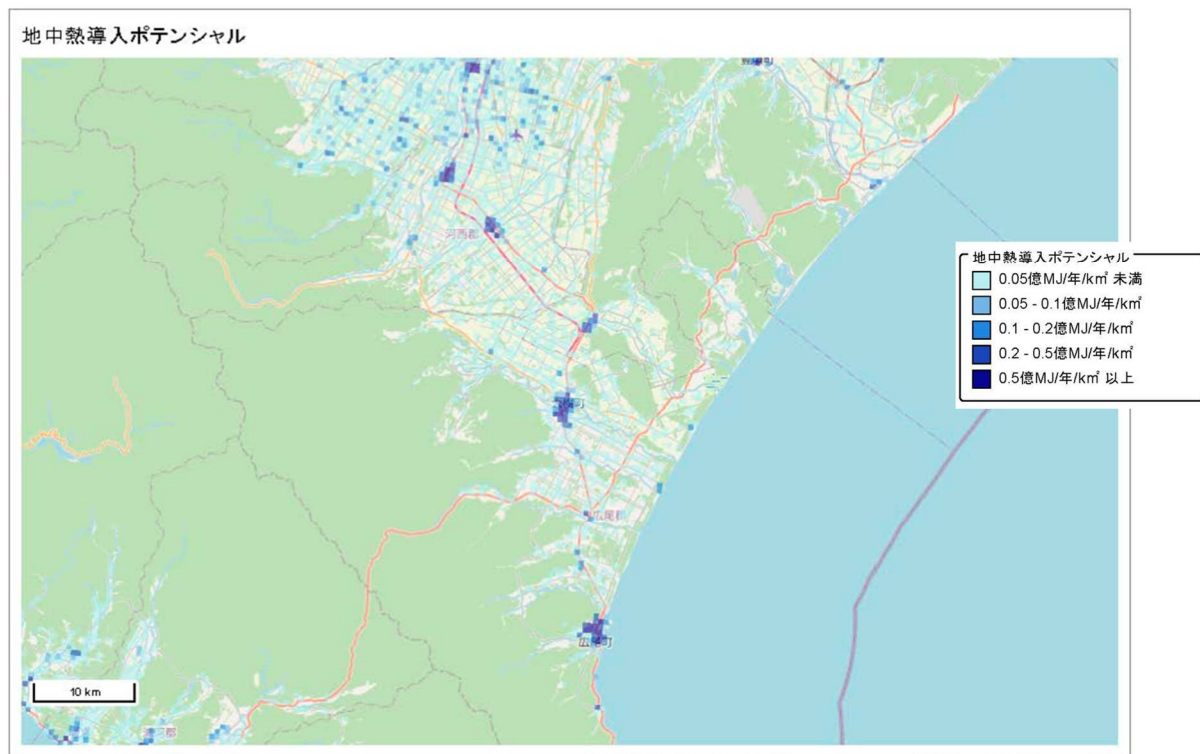 地中熱導入ポテンシャル
河西郡
広尾郡
広尾町
10 km
地中熱導入ポテンシャル
0.05億MJ/年/k㎡ 未満
0.05 - 0.1億MJ/年/k㎡
0.1 - 0.2億MJ/年/k㎡
0.2 - 0.5億MJ/年/k㎡
0.5億MJ/年/k㎡ 以上